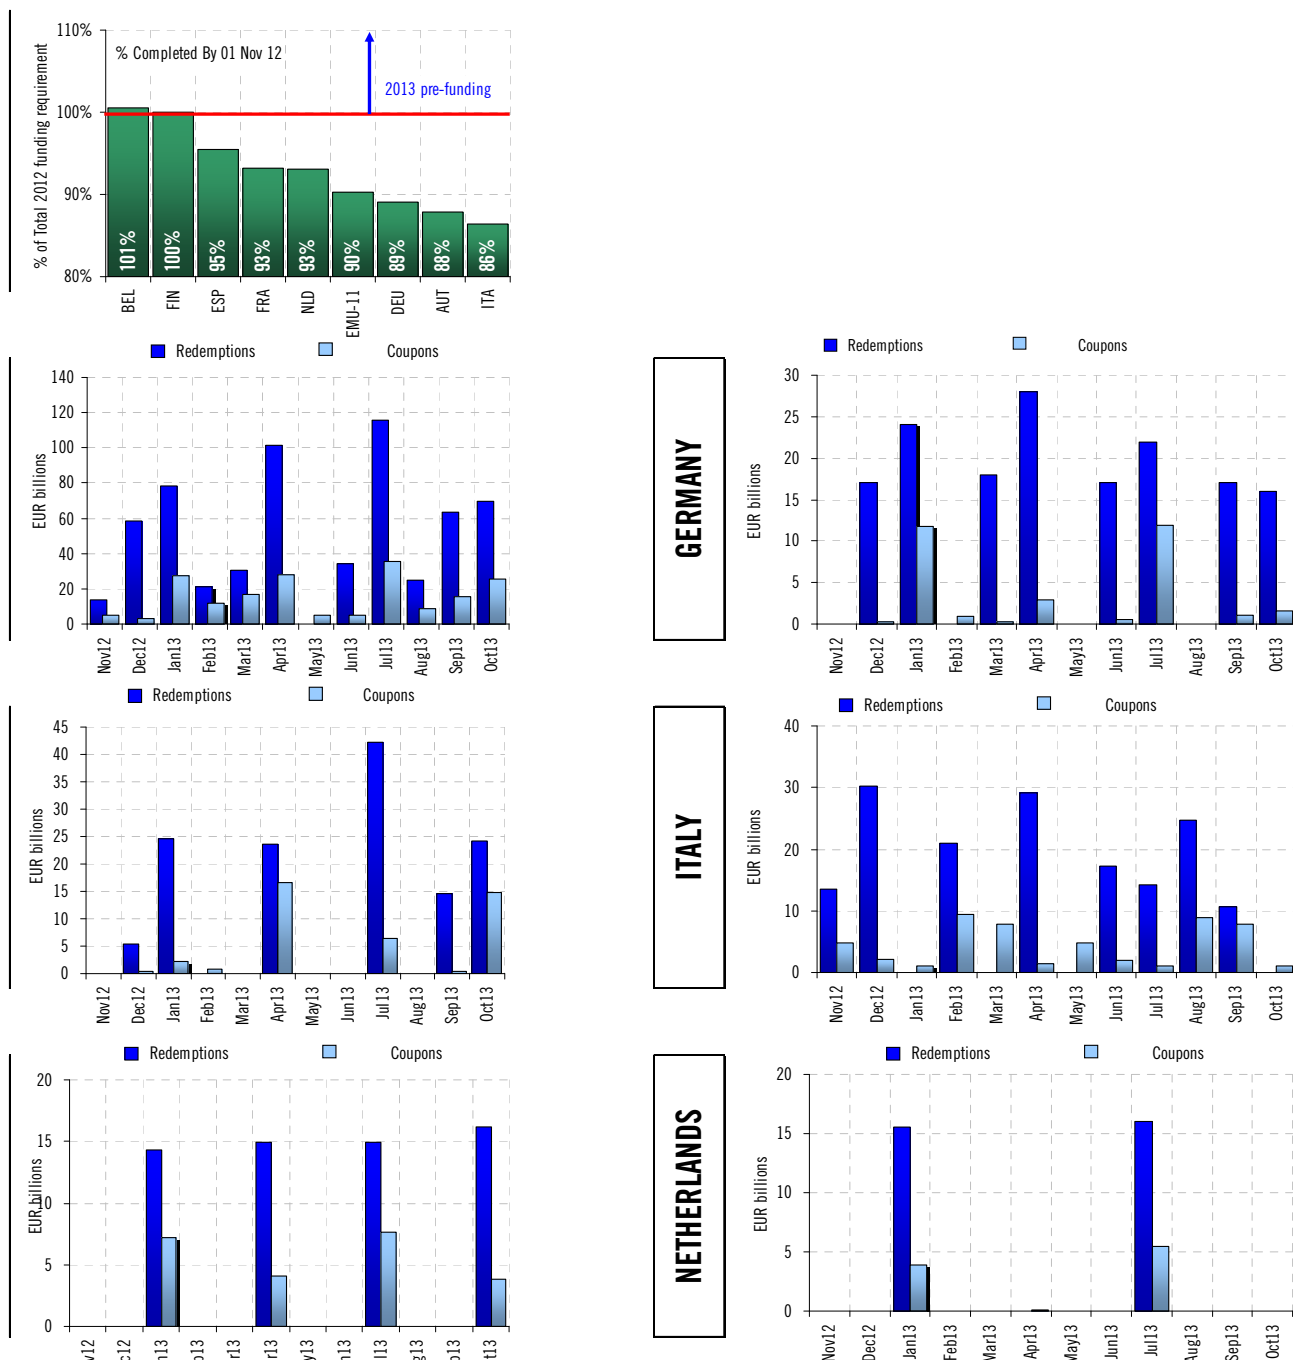 110%
100%
90%
80%
% of Total 2012 funding requirement
% Completed By 01 Nov 12
2013 pre-funding
101% 100% 95% 93% 93% 90% 89% 88% 86%
BEL FIN ESP FRA NLD EMU-11 DEU AUT ITA
Redemptions Coupons
140
120
100
80
60
40
20
0
EUR billions
Nov12 Dec12 Jan13 Feb13 Mar13 Apr13 May13 Jun13 Jul13 Aug13 Sep13 Oct13
GERMANY
Redemptions Coupons
30
25
20
15
10
5
0
EUR billions
Nov12 Dec12 Jan13 Feb13 Mar13 Apr13 May13 Jun13 Jul13 Aug13 Sep13 Oct13
Redemptions Coupons
45
40
35
30
25
20
15
10
5
0
EUR billions
Nov12 Dec12 Jan13 Feb13 Mar13 Apr13 May13 Jun13 Jul13 Aug13 Sep13 Oct13
ITALY
Redemptions Coupons
40
30
20
10
0
EUR billions
Nov12 Dec12 Jan13 Feb13 Mar13 Apr13 May13 Jun13 Jul13 Aug13 Sep13 Oct13
Redemptions Coupons
20
15
10
5
0
EUR billions
NETHERLANDS
Redemptions Coupons
20
15
10
5
0
EUR billions
Nov12 Dec12 Jan13 Feb13 Mar13 Apr13 May13 Jun13 Jul13 Aug13 Sep13 Oct13